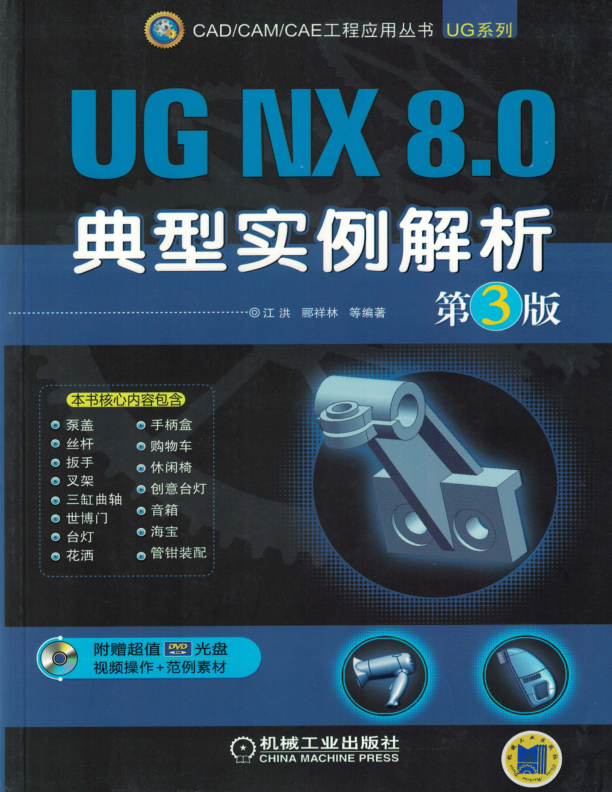 CAD/CAM/CAE工程应用丛书 UG系列
UG NX 8.0
典型实例解析
第3版
江 洪 郦祥林 等编著
本书核心内容包含
泵盖
丝杆
扳手
叉架
三缸曲轴
世博门
台灯
花洒
手柄盒
购物车
休闲椅
创意台灯
音箱
海宝
管钳装配
附赠超值 DVD 光盘
视频操作+范例素材
机械工业出版社
CHINA MACHINE PRESS